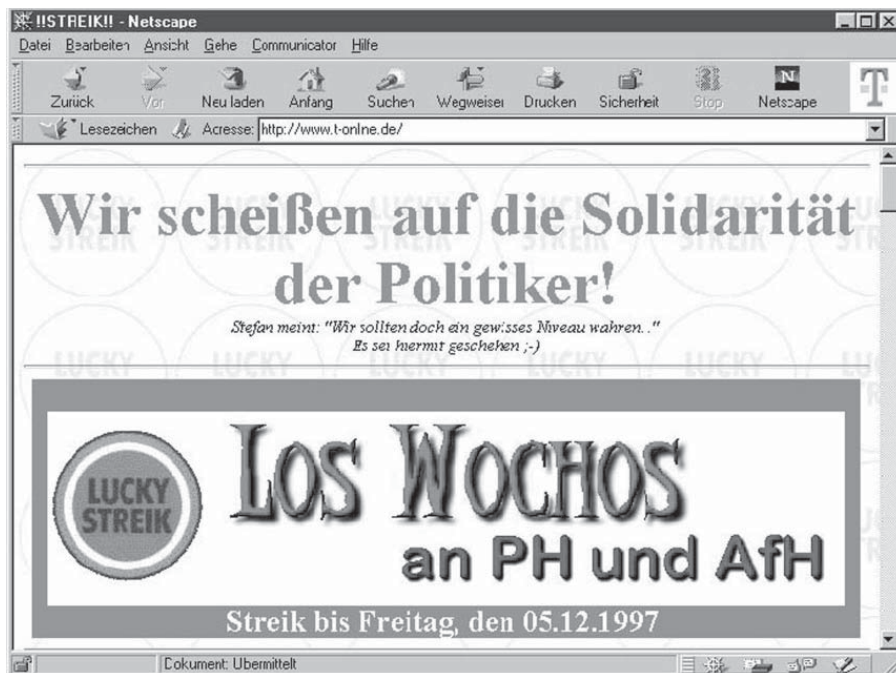 !!STREIK!! - Netscape
Datei Bearbeiten Ansicht Gehe Communicator Hilfe
Zurück Vor Neu laden Anfang Suchen Wegweiser Drucken Sicherheit Stop Netscape
Lesezeichen Adresse: http://www.t-onlne.de/
Wir scheißen auf die Solidarität
der Politiker!
Stefan meint: "Wir sollten doch ein gewisses Niveau wahren.."
Es sei hiermit geschehen ;-)
LUCKY
STREIK
Los Wochos
an PH und AfH
Streik bis Freitag, den 05.12.1997
Dokument: Übermittelt